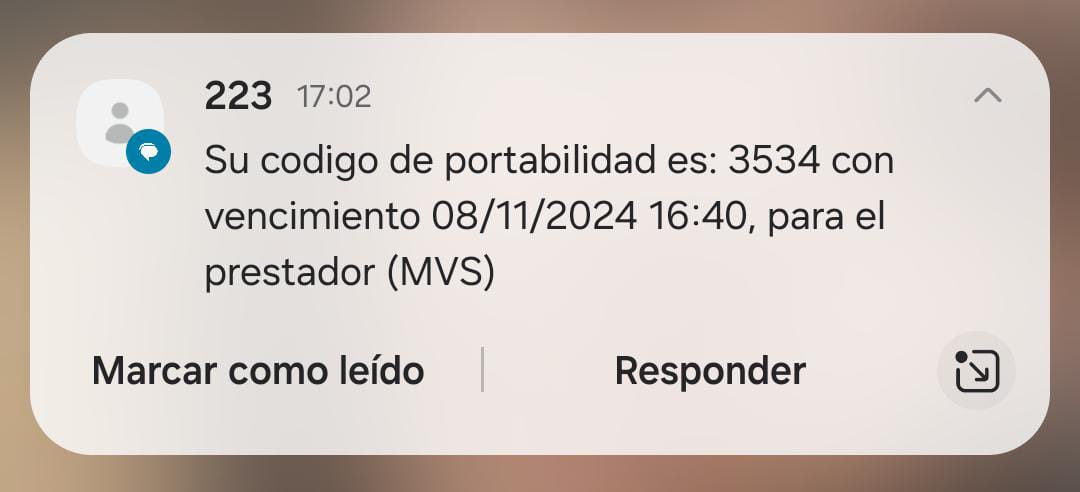 223 17:02
Su codigo de portabilidad es: 3534 con
vencimiento 08/11/2024 16:40, para el
prestador (MVS)
Marcar como leído | Responder